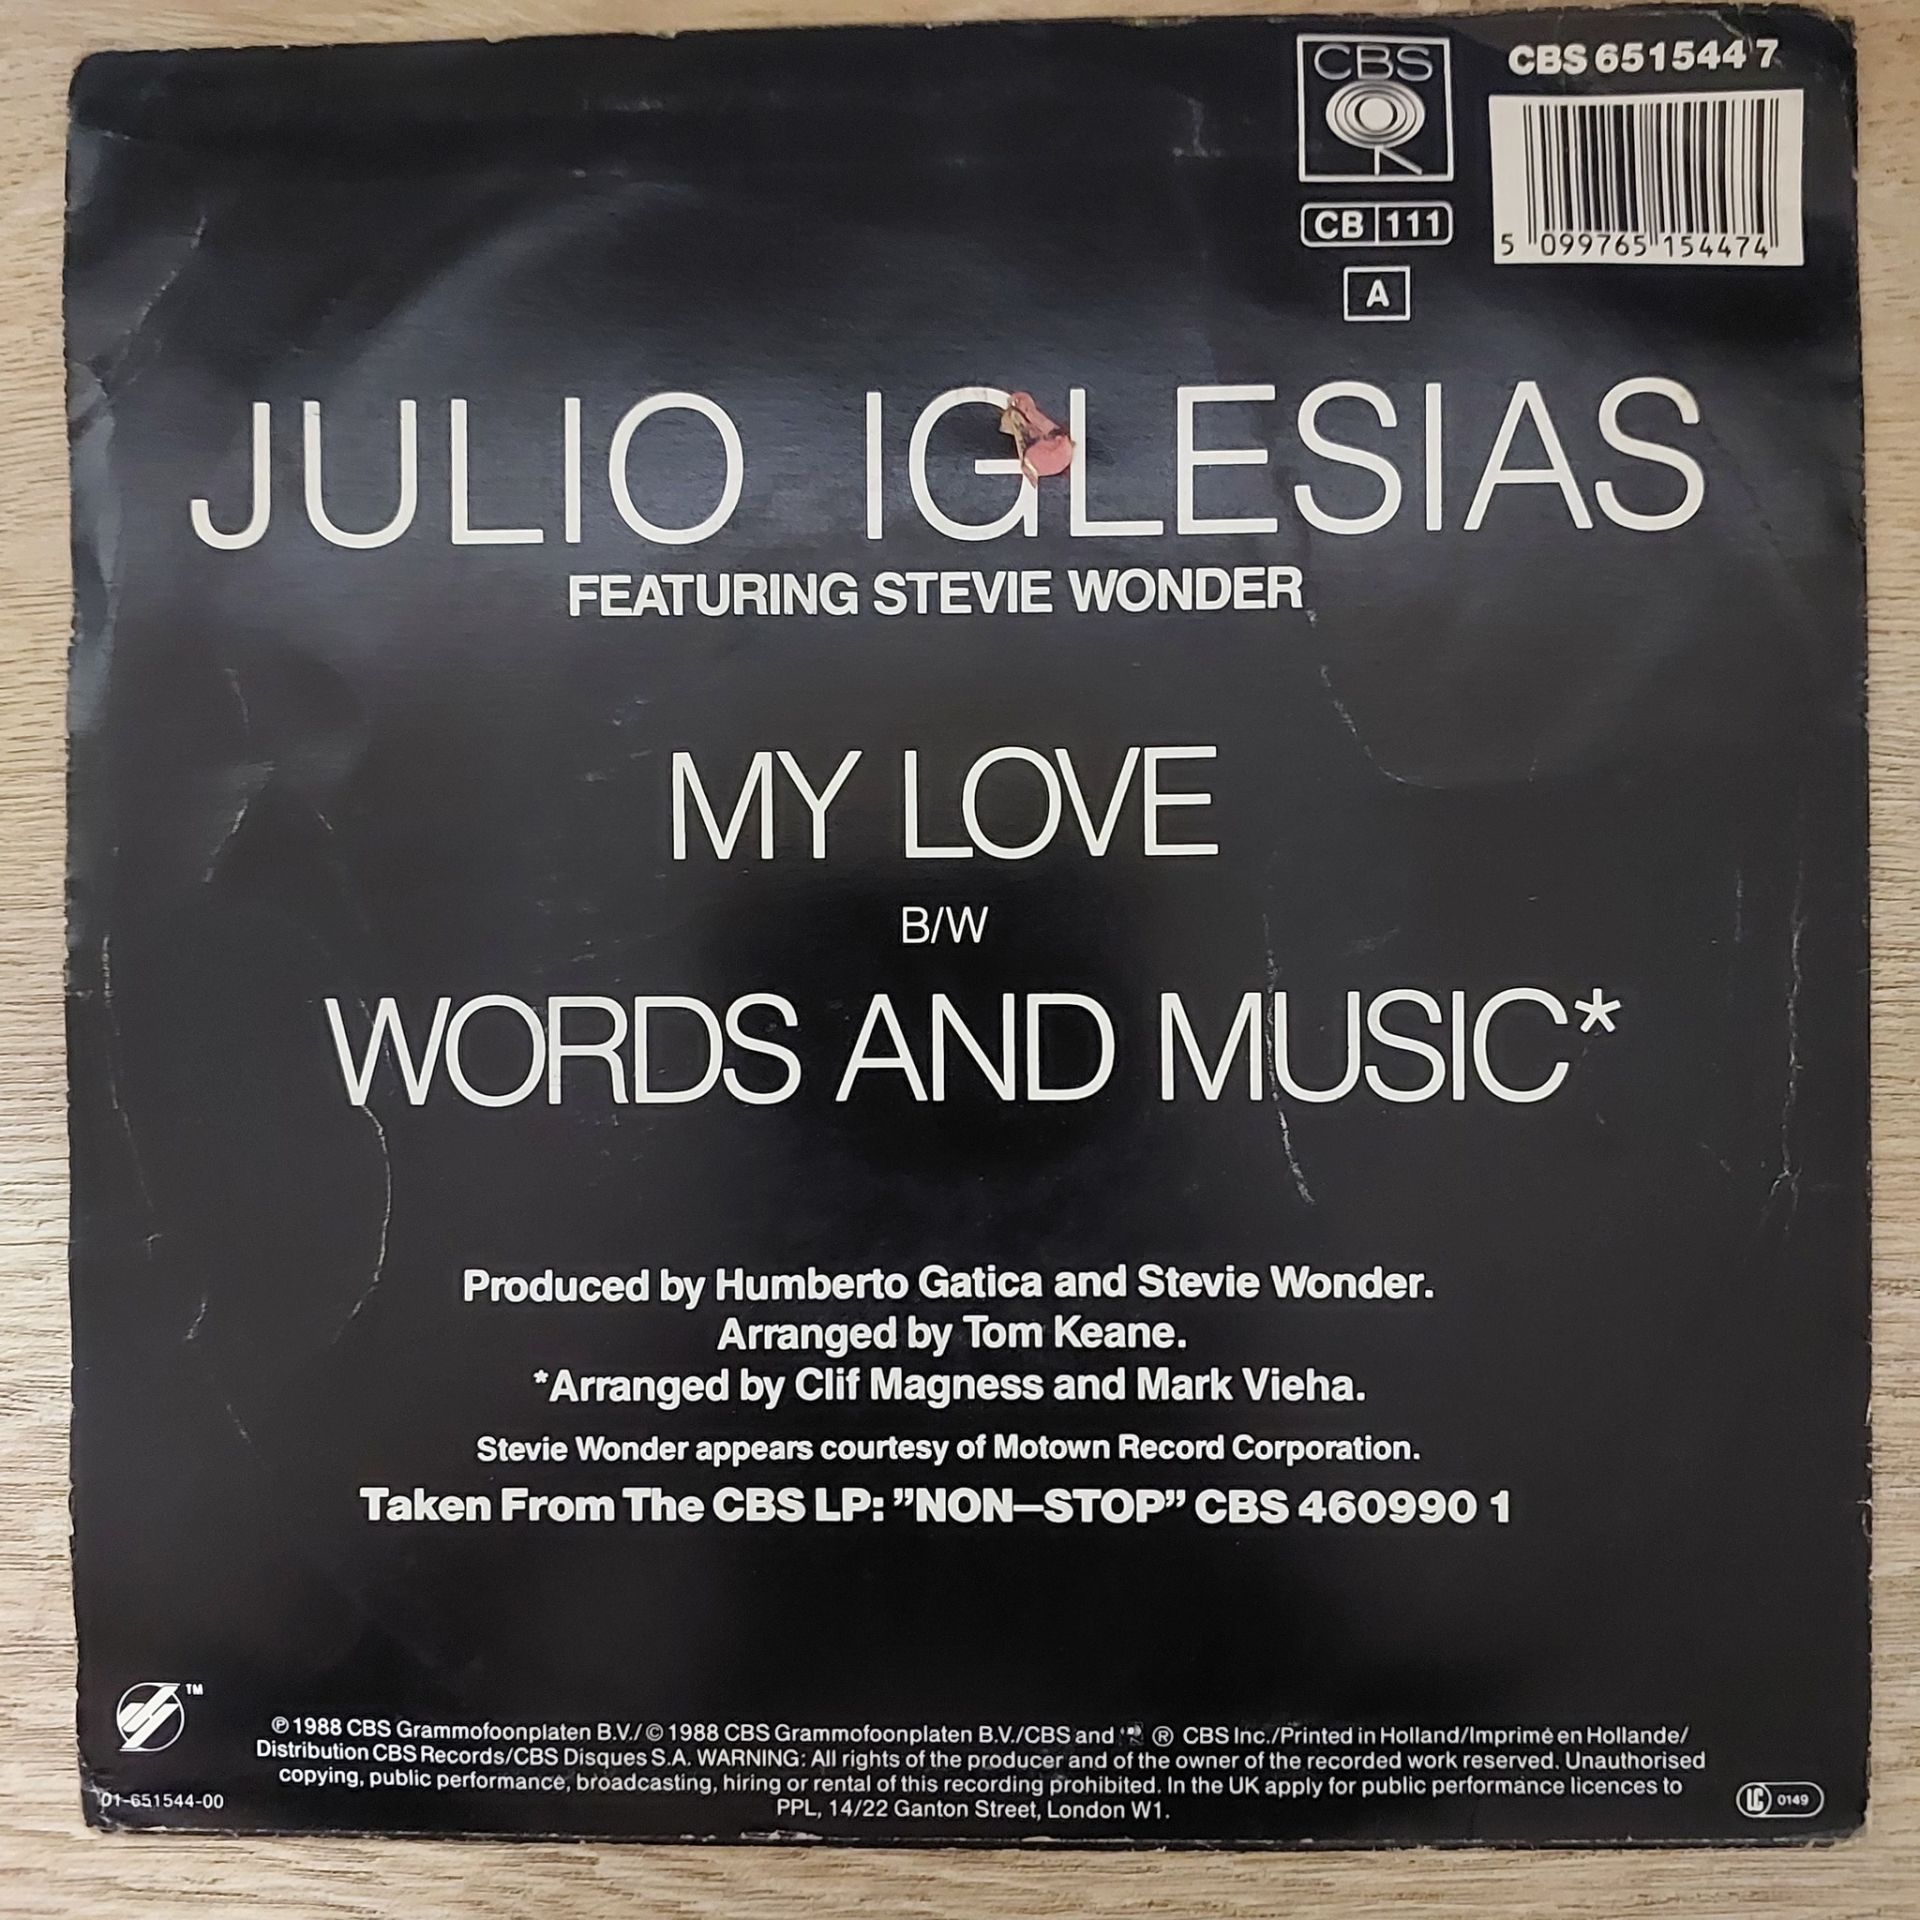 CBS
CBS 651544 7
CB 111
5 099765 154474
A
JULIO IGLESIAS
FEATURING STEVIE WONDER
MY LOVE
B/W
WORDS AND MUSIC*
Produced by Humberto Gatica and Stevie Wonder.
Arranged by Tom Keane.
*Arranged by Clif Magness and Mark Vieha.
Stevie Wonder appears courtesy of Motown Record Corporation.
Taken From The CBS LP: ”NON–STOP” CBS 460990 1
TM
℗ 1988 CBS Grammofoonplaten B.V./© 1988 CBS Grammofoonplaten B.V./CBS and ® CBS Inc./Printed in Holland/Imprimé en Hollande/
Distribution CBS Records/CBS Disques S.A. WARNING: All rights of the producer and of the owner of the recorded work reserved. Unauthorised
copying, public performance, broadcasting, hiring or rental of this recording prohibited. In the UK apply for public performance licences to
PPL, 14/22 Ganton Street, London W1.
01-651544-00
LC 0149